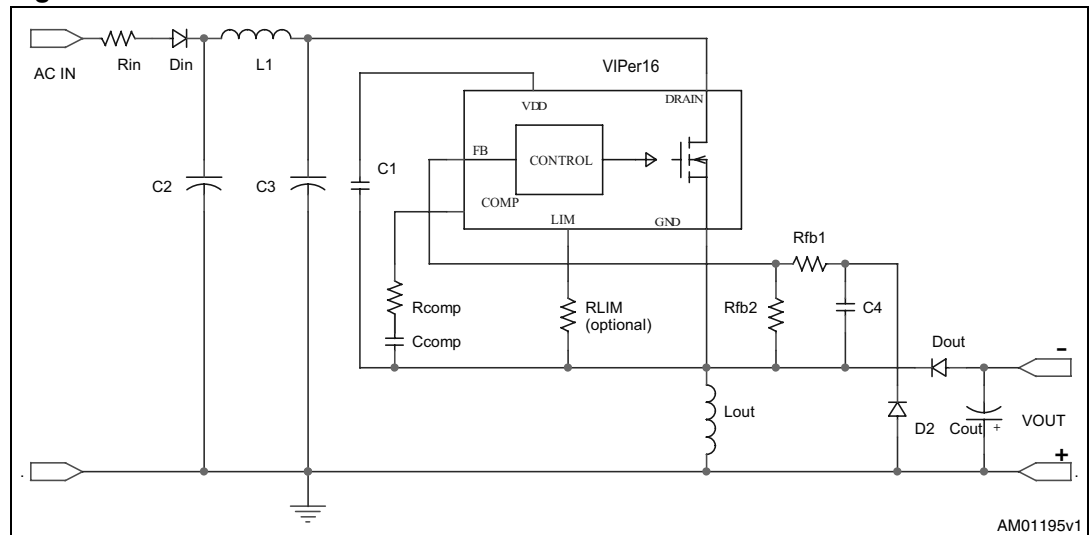 AC IN
Rin
Din
L1
VIPer16
DRAIN
VDD
FB
CONTROL
C1
C2
C3
COMP
LIM
GND
Rfb1
Rcomp
RLIM
(optional)
Rfb2
C4
Ccomp
Dout
-
Lout
D2
Cout
+
VOUT
+
AM01195v1